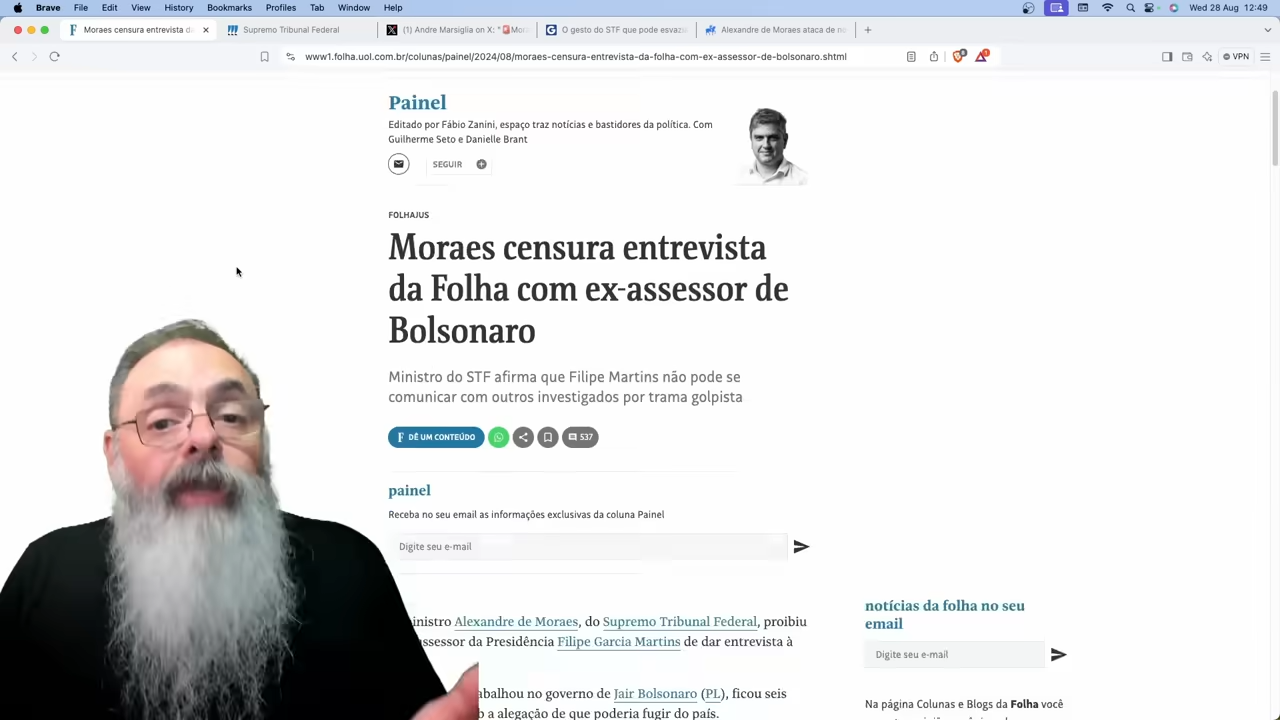 Brave File Edit View History Bookmarks Profiles Tab Window Help
Wed 28 Aug 12:49
Moraes censura entrevista da
Supremo Tribunal Federal
(1) Andre Marsiglia on X: "🚨Mor
O gesto do STF que pode esvazi
Alexandre de Moraes ataca de no
www1.folha.uol.com.br/colunas/painel/2024/08/moraes-censura-entrevista-da-folha-com-ex-assessor-de-bolsonaro.shtml
VPN
Painel
Editado por Fábio Zanini, espaço traz notícias e bastidores da política. Com
Guilherme Seto e Danielle Brant
SEGUIR
FOLHAJUS
Moraes censura entrevista
da Folha com ex-assessor de
Bolsonaro
Ministro do STF afirma que Filipe Martins não pode se
comunicar com outros investigados por trama golpista
F DÊ UM CONTEÚDO
537
painel
Receba no seu email as informações exclusivas da coluna Painel
Digite seu e-mail
inistro Alexandre de Moraes, do Supremo Tribunal Federal, proibiu
ssessor da Presidência Filipe Garcia Martins de dar entrevista à
abalhou no governo de Jair Bolsonaro (PL), ficou seis
b a alegação de que poderia fugir do país.
notícias da folha no seu
email
Digite seu e-mail
Na página Colunas e Blogs da Folha você